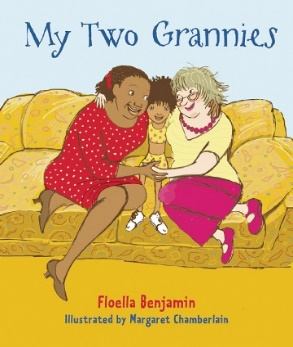 My Two Grannies
Floella Benjamin
Illustrated by Margaret Chamberlain